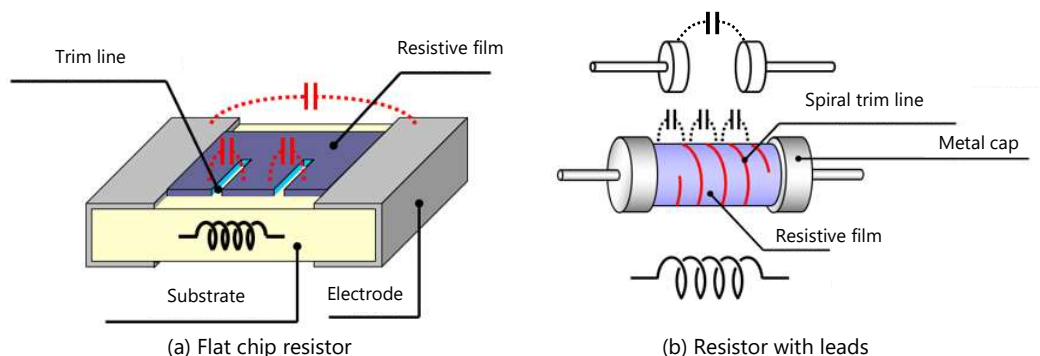 Trim line
Resistive film
Substrate
Electrode
(a) Flat chip resistor
Spiral trim line
Metal cap
Resistive film
(b) Resistor with leads